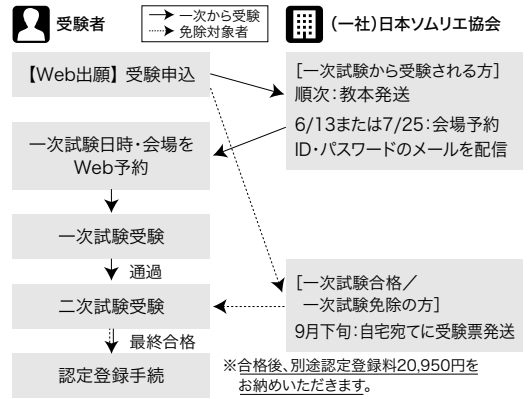 受験者
一次から受験
免除対象者
(一社)日本ソムリエ協会
【Web出願】受験申込
[一次試験から受験される方]
順次:教本発送
6/13または7/25:会場予約
ID・パスワードのメールを配信
一次試験日時・会場を
Web予約
一次試験受験
通過
二次試験受験
[一次試験合格/
一次試験免除の方]
9月下旬:自宅宛てに受験票発送
最終合格
認定登録手続
※合格後、別途認定登録料20,950円を
お納めいただきます。